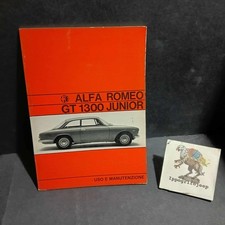 ALFA ROMEO
GT 1300 JUNIOR
USO E MANUTENZIONE